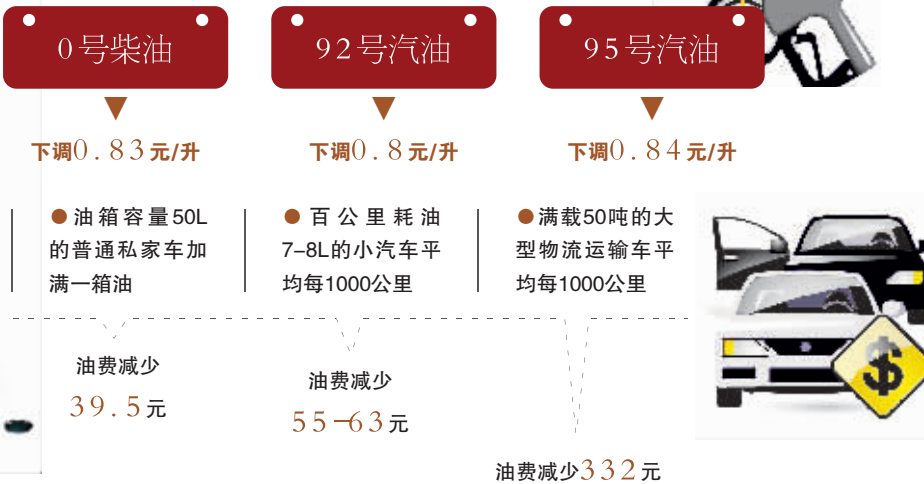 0号柴油
92号汽油
95号汽油
下调0.83元/升
下调0.8元/升
下调0.84元/升
●油箱容量50L
的普通私家车加
满一箱油
●百公里耗油
7-8L的小汽车平
均每1000公里
●满载50吨的大
型物流运输车平
均每1000公里
油费减少
39.5元
油费减少
55-63元
油费减少332元
$